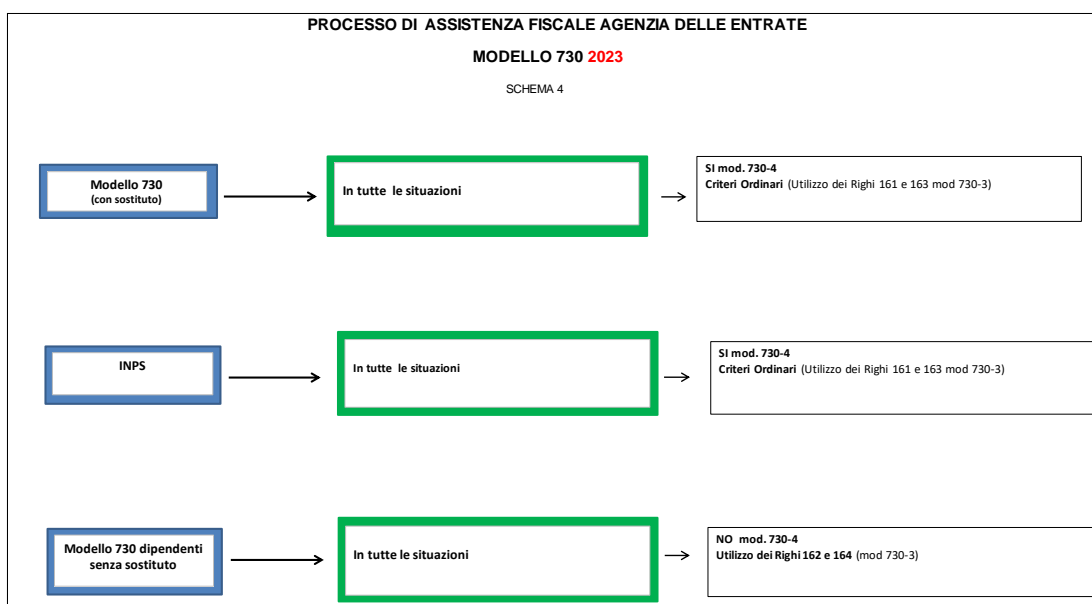 PROCESSO DI ASSISTENZA FISCALE AGENZIA DELLE ENTRATE
MODELLO 730 2023
SCHEMA 4
Modello 730
(con sostituto)
In tutte le situazioni
SI mod. 730-4
Criteri Ordinari (Utilizzo dei Righi 161 e 163 mod 730-3)
INPS
In tutte le situazioni
SI mod. 730-4
Criteri Ordinari (Utilizzo dei Righi 161 e 163 mod 730-3)
Modello 730 dipendenti
senza sostituto
In tutte le situazioni
NO mod. 730-4
Utilizzo dei Righi 162 e 164 (mod 730-3)